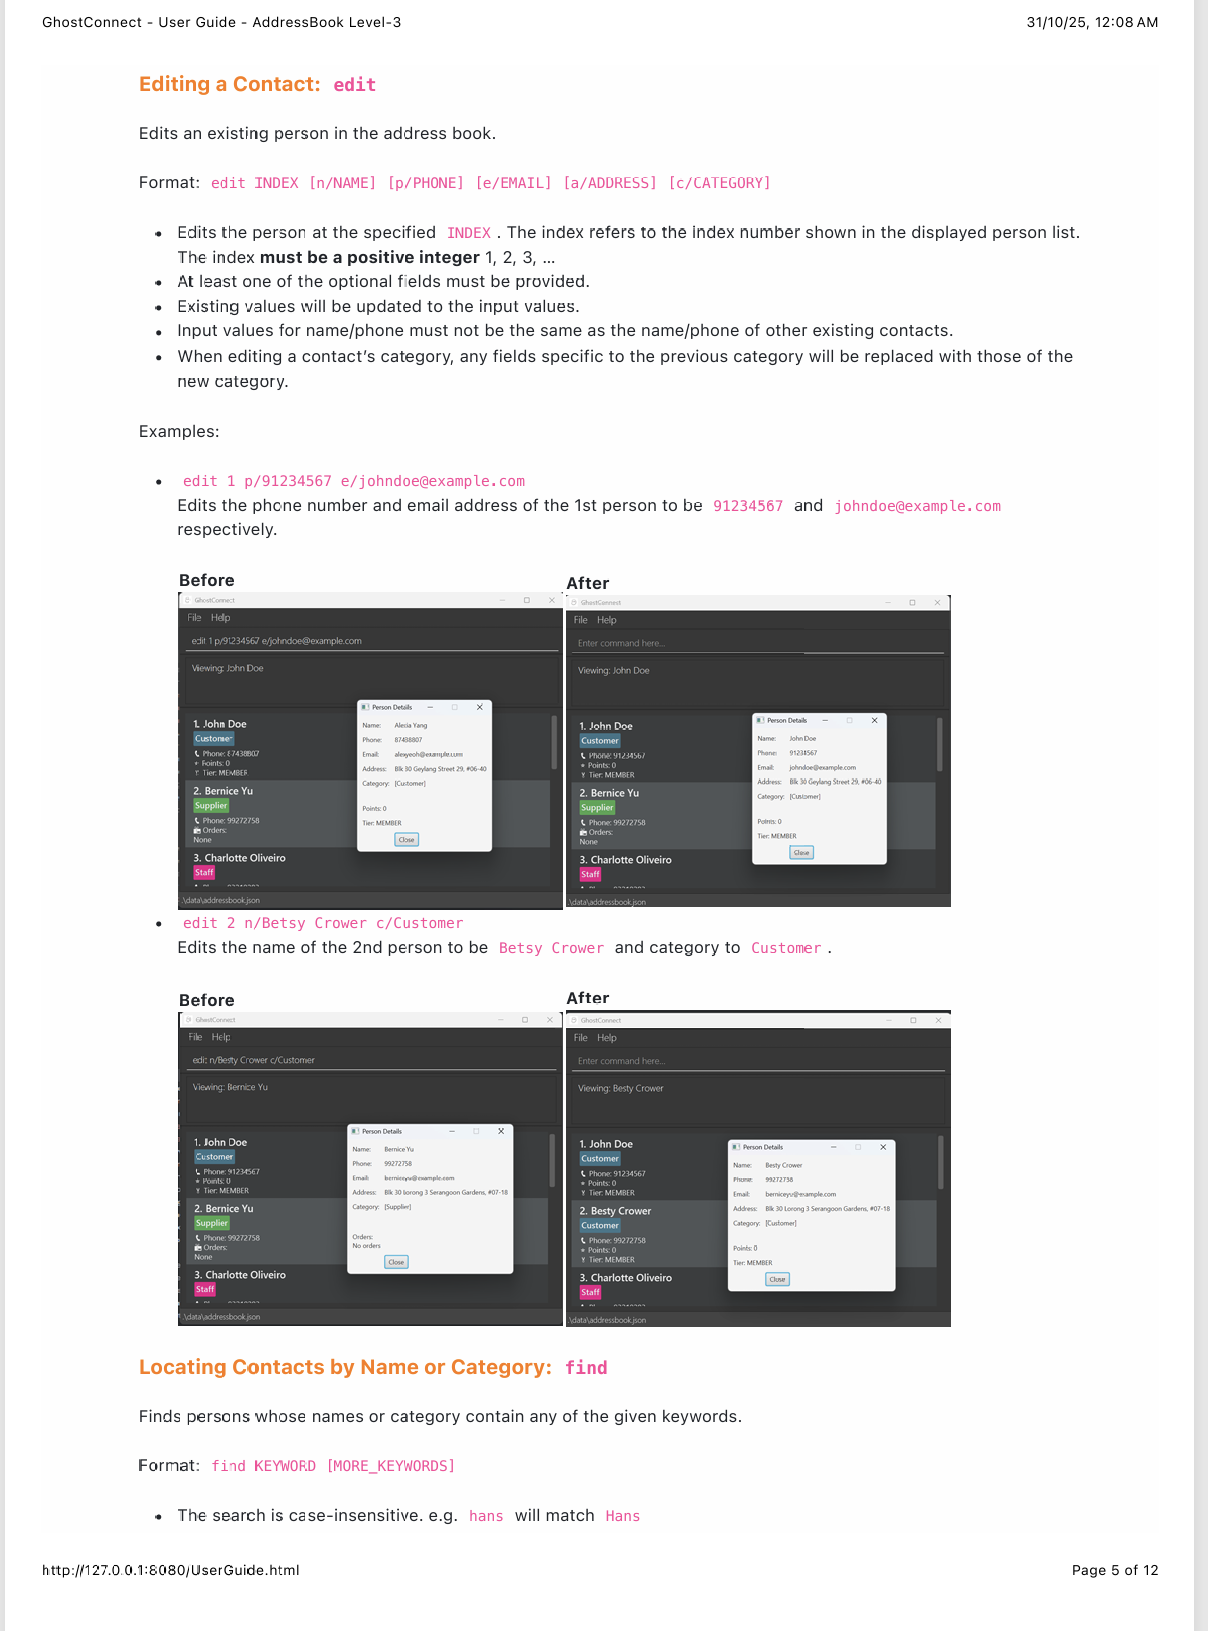 GhostConnect - User Guide - AddressBook Level-3
31/10/25, 12:08 AM
Editing a Contact: edit
Edits an existing person in the address book.
Format: edit INDEX [n/NAME] [p/PHONE] [e/EMAIL] [a/ADDRESS] [c/CATEGORY]
• Edits the person at the specified INDEX . The index refers to the index number shown in the displayed person list.
The index must be a positive integer 1, 2, 3, ...
• At least one of the optional fields must be provided.
• Existing values will be updated to the input values.
• Input values for name/phone must not be the same as the name/phone of other existing contacts.
• When editing a contact's category, any fields specific to the previous category will be replaced with those of the
new category.
Examples:
• edit 1 p/91234567 e/johndoe@example.com
Edits the phone number and email address of the 1st person to be 91234567 and johndoe@example.com
respectively.
Before
GhostConnect
File Help
edit 1 p/91234567 e/johndoe@example.com
Viewing: John Doe
1. John Doe
Customer
Phone: 87438807
Points: 0
Tier: MEMBER
2. Bernice Yu
Supplier
Phone: 99272758
Orders:
None
3. Charlotte Oliveiro
Staff
Person Details
Name: Alecia Yang
Phone: 87438807
Email: alexyeoh@example.com
Address: Blk 30 Geylang Street 29, #06-40
Category: [Customer]
Points: 0
Tier: MEMBER
Close
.\data\addressbook.json
After
GhostConnect
File Help
Enter command here...
Viewing: John Doe
1. John Doe
Customer
Phone: 91234567
Points: 0
Tier: MEMBER
2. Bernice Yu
Supplier
Phone: 99272758
Orders:
None
3. Charlotte Oliveiro
Staff
Person Details
Name: John Doe
Phone: 91234567
Email: johndoe@example.com
Address: Blk 30 Geylang Street 29, #06-40
Category: [Customer]
Points: 0
Tier: MEMBER
Close
.\data\addressbook.json
• edit 2 n/Betsy Crower c/Customer
Edits the name of the 2nd person to be Betsy Crower and category to Customer .
Before
GhostConnect
File Help
edit n/Besty Crower c/Customer
Viewing: Bernice Yu
1. John Doe
Customer
Phone: 91234567
Points: 0
Tier: MEMBER
2. Bernice Yu
Supplier
Phone: 99272758
Orders:
None
3. Charlotte Oliveiro
Staff
Person Details
Name: Bernice Yu
Phone: 99272758
Email: berniceyu@example.com
Address: Blk 30 Lorong 3 Serangoon Gardens, #07-18
Category: [Supplier]
Orders:
No orders
Close
.\data\addressbook.json
After
GhostConnect
File Help
Enter command here...
Viewing: Besty Crower
1. John Doe
Customer
Phone: 91234567
Points: 0
Tier: MEMBER
2. Besty Crower
Customer
Phone: 99272758
Points: 0
Tier: MEMBER
3. Charlotte Oliveiro
Staff
Person Details
Name: Besty Crower
Phone: 99272758
Email: berniceyu@example.com
Address: Blk 30 Lorong 3 Serangoon Gardens, #07-18
Category: [Customer]
Points: 0
Tier: MEMBER
Close
.\data\addressbook.json
Locating Contacts by Name or Category: find
Finds persons whose names or category contain any of the given keywords.
Format: find KEYWORD [MORE_KEYWORDS]
• The search is case-insensitive. e.g. hans will match Hans
http://127.0.0.1:8080/UserGuide.html
Page 5 of 12